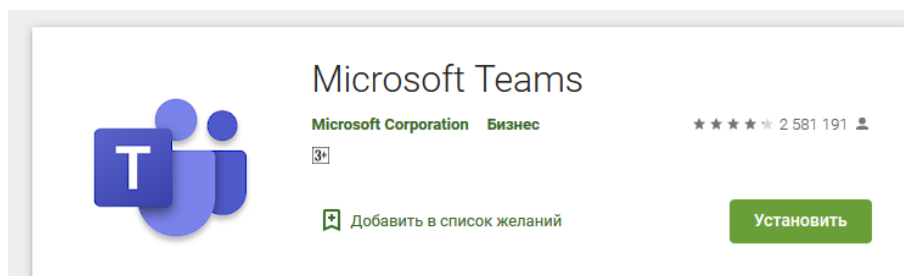 Microsoft Teams
Microsoft Corporation Бизнес 2 581 191
3+
T
Добавить в список желаний Установить